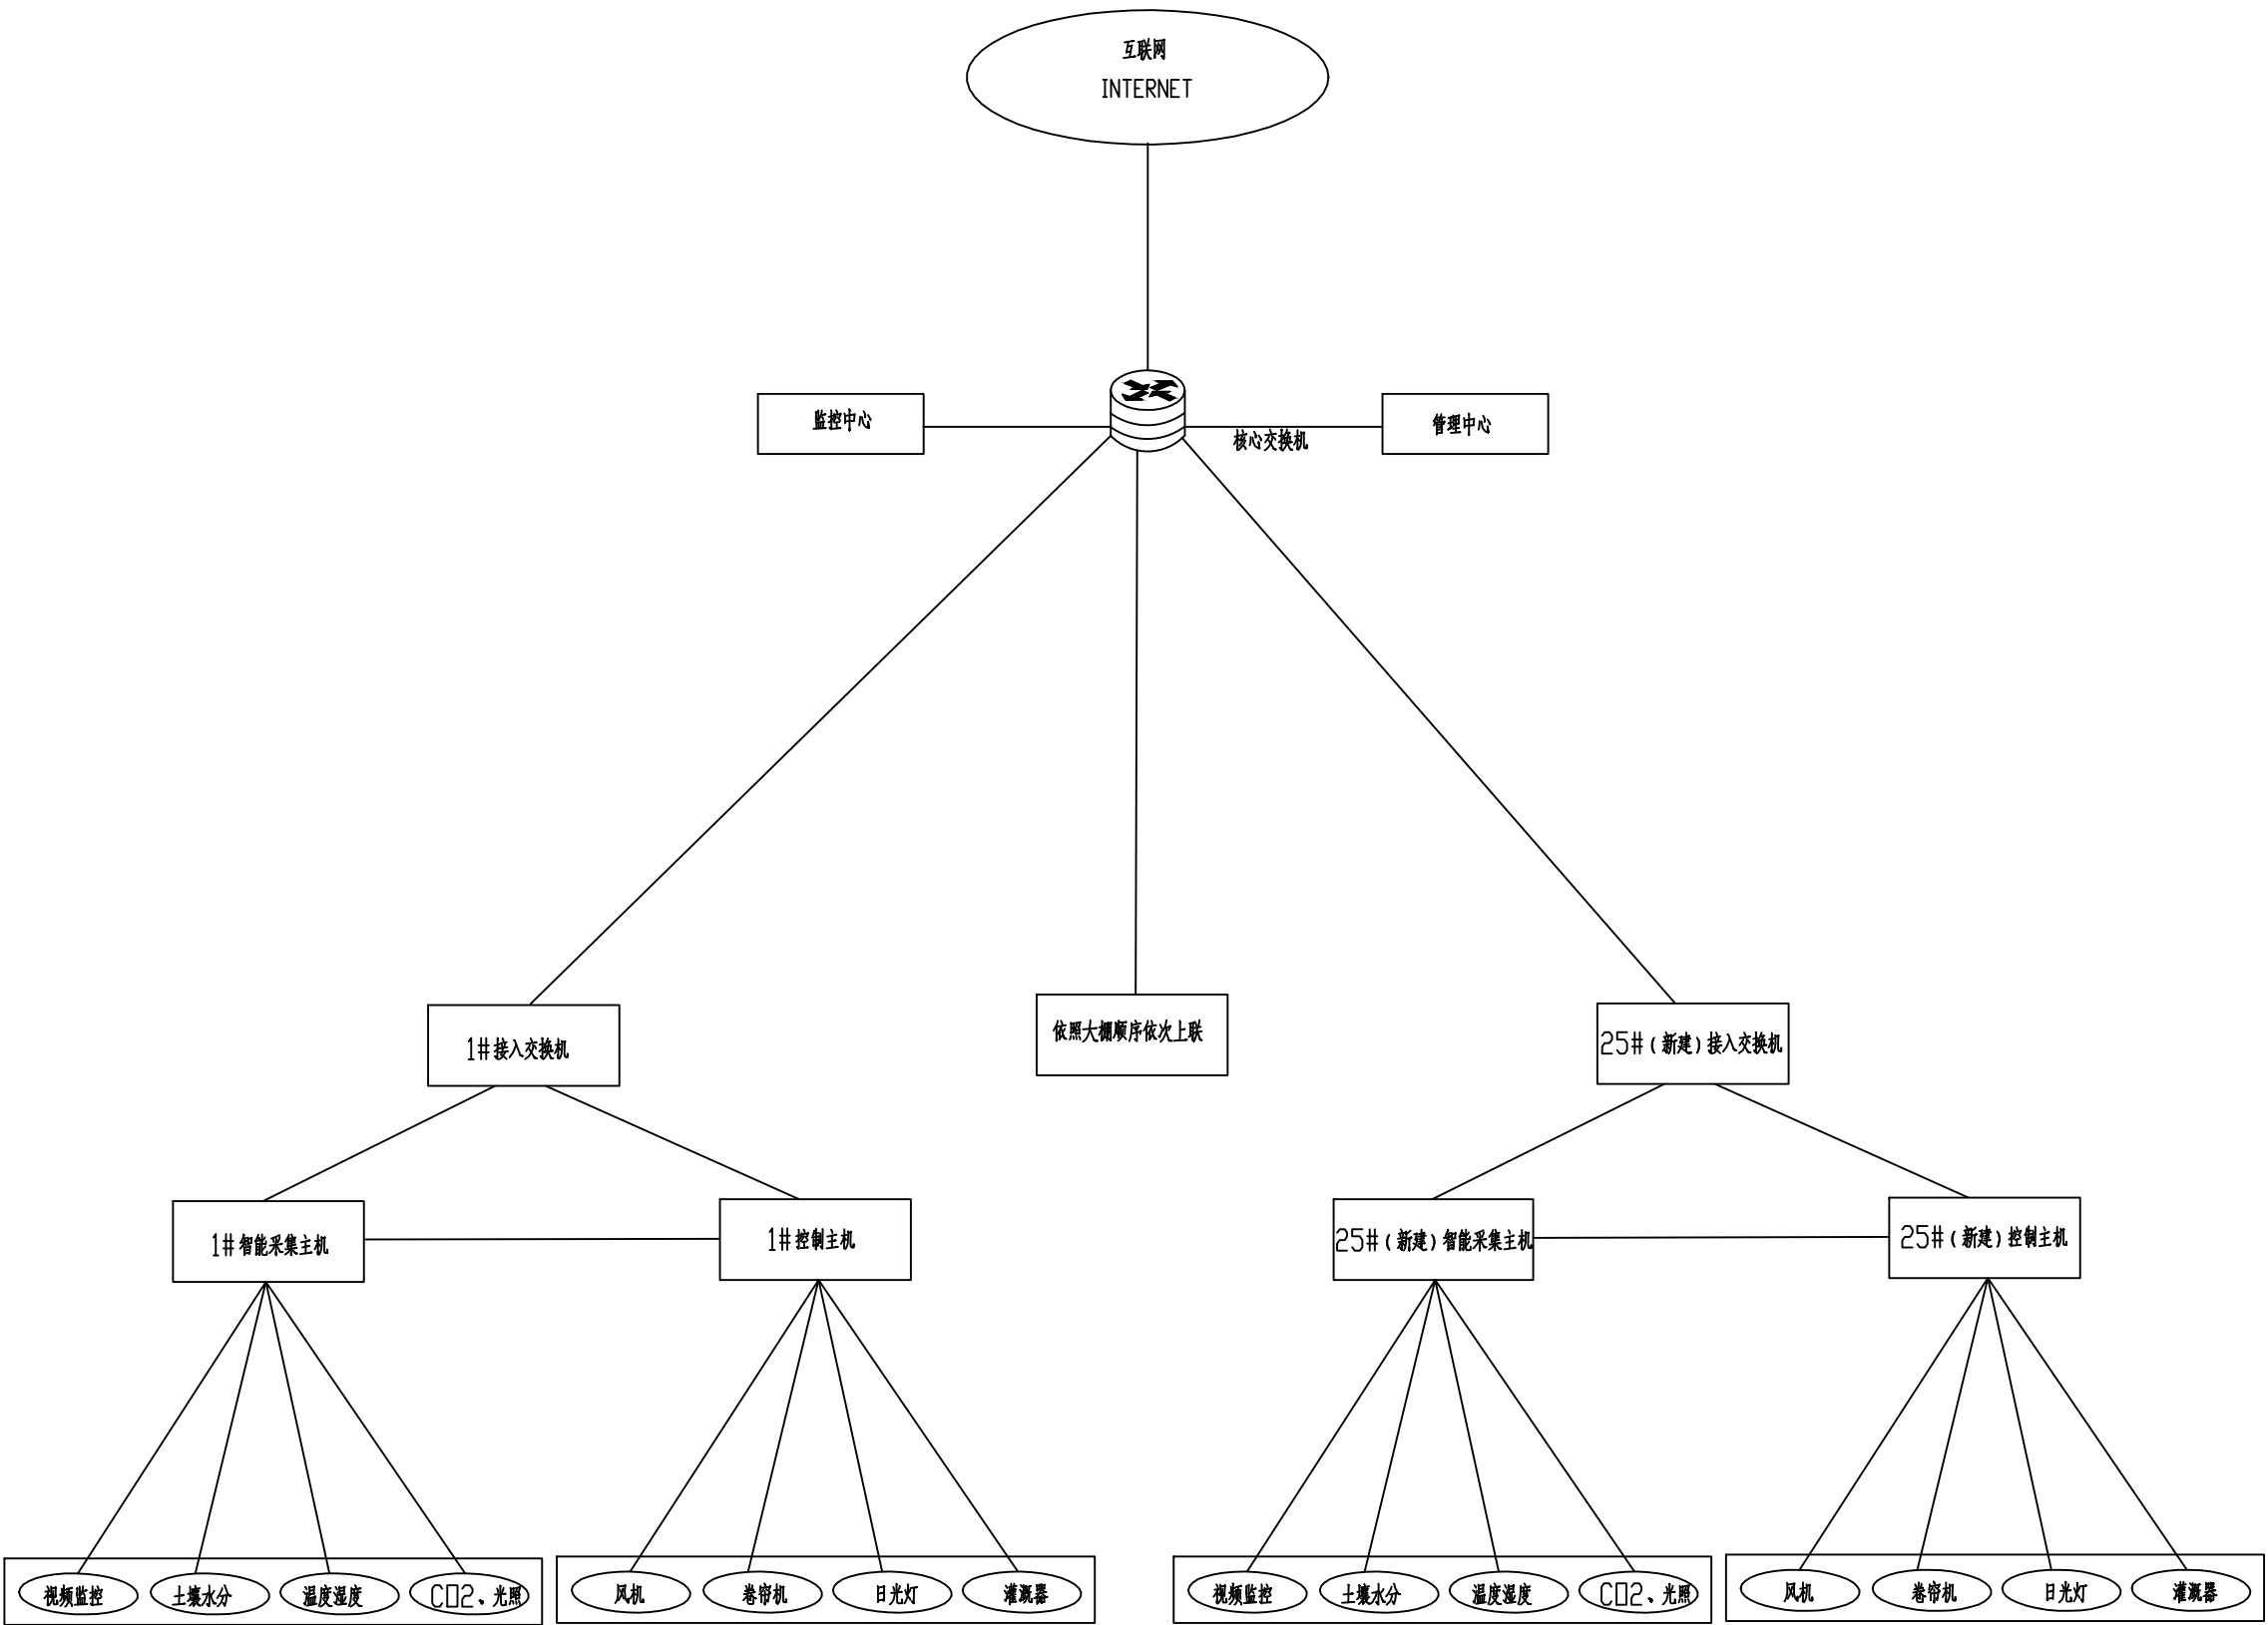 互联网
INTERNET
监控中心
核心交换机
管理中心
1#接入交换机
依照大棚顺序依次上联
25#(新建)接入交换机
1#智能采集主机
1#控制主机
25#(新建)智能采集主机
25#(新建)控制主机
视频监控
土壤水分
温度湿度
CO2、光照
风机
卷帘机
日光灯
灌溉器
视频监控
土壤水分
温度湿度
CO2、光照
风机
卷帘机
日光灯
灌溉器